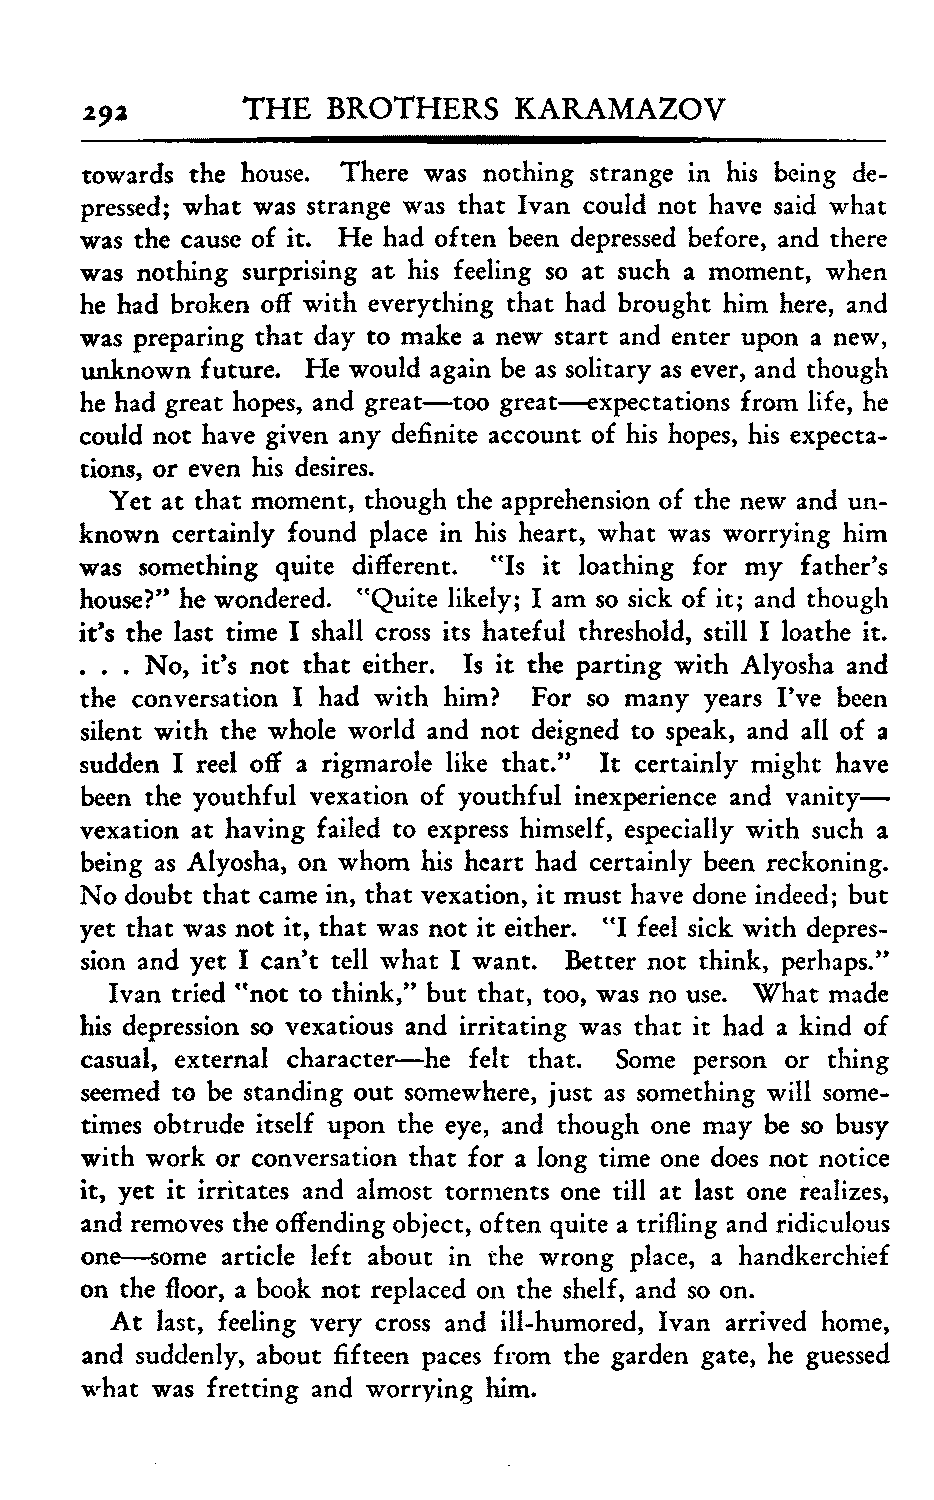 292 THE BROTHERS KARAMAZOV
towards the house. There was nothing strange in his being de-
pressed; what was strange was that Ivan could not have said what
was the cause of it. He had often been depressed before, and there
was nothing surprising at his feeling so at such a moment, when
he had broken off with everything that had brought him here, and
was preparing that day to make a new start and enter upon a new,
unknown future. He would again be as solitary as ever, and though
he had great hopes, and great—too great—expectations from life, he
could not have given any definite account of his hopes, his expecta-
tions, or even his desires.
Yet at that moment, though the apprehension of the new and un-
known certainly found place in his heart, what was worrying him
was something quite different. "Is it loathing for my father's
house?" he wondered. "Quite likely; I am so sick of it; and though
it's the last time I shall cross its hateful threshold, still I loathe it.
. . . No, it's not that either. Is it the parting with Alyosha and
the conversation I had with him? For so many years I've been
silent with the whole world and not deigned to speak, and all of a
sudden I reel off a rigmarole like that." It certainly might have
been the youthful vexation of youthful inexperience and vanity—
vexation at having failed to express himself, especially with such a
being as Alyosha, on whom his heart had certainly been reckoning.
No doubt that came in, that vexation, it must have done indeed; but
yet that was not it, that was not it either. "I feel sick with depres-
sion and yet I can't tell what I want. Better not think, perhaps."
Ivan tried "not to think," but that, too, was no use. What made
his depression so vexatious and irritating was that it had a kind of
casual, external character—he felt that. Some person or thing
seemed to be standing out somewhere, just as something will some-
times obtrude itself upon the eye, and though one may be so busy
with work or conversation that for a long time one does not notice
it, yet it irritates and almost torments one till at last one realizes,
and removes the offending object, often quite a trifling and ridiculous
one—some article left about in the wrong place, a handkerchief
on the floor, a book not replaced on the shelf, and so on.
At last, feeling very cross and ill-humored, Ivan arrived home,
and suddenly, about fifteen paces from the garden gate, he guessed
what was fretting and worrying him.